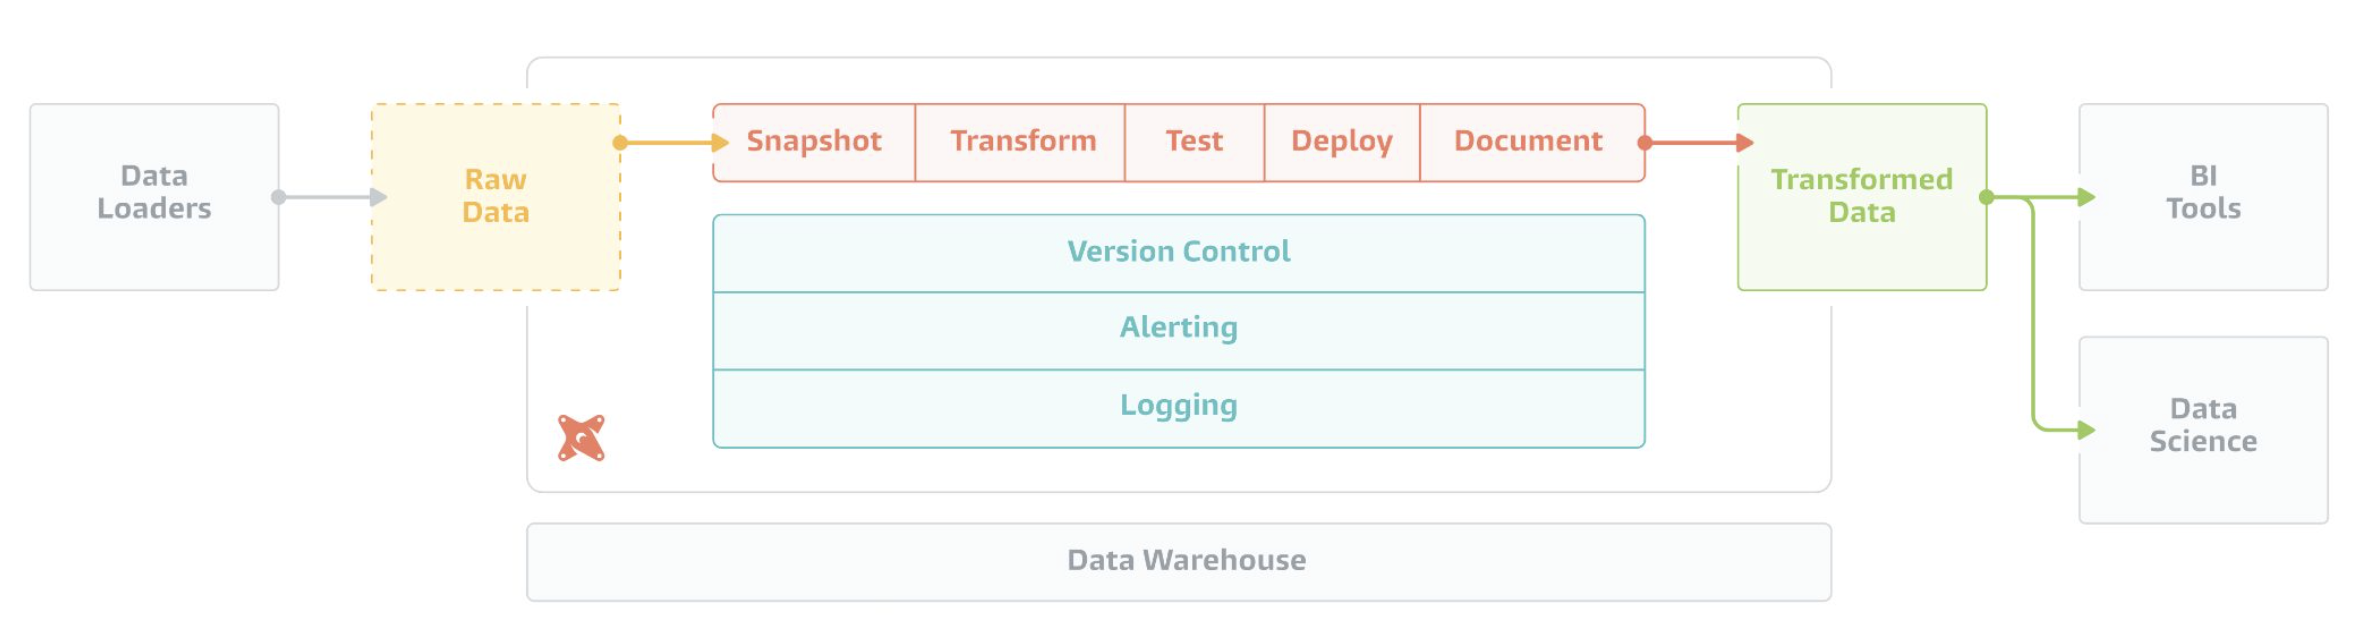 Data
Loaders
Raw
Data
Snapshot
Transform
Test
Deploy
Document
Version Control
Alerting
Logging
Transformed
Data
BI
Tools
Data
Science
Data Warehouse